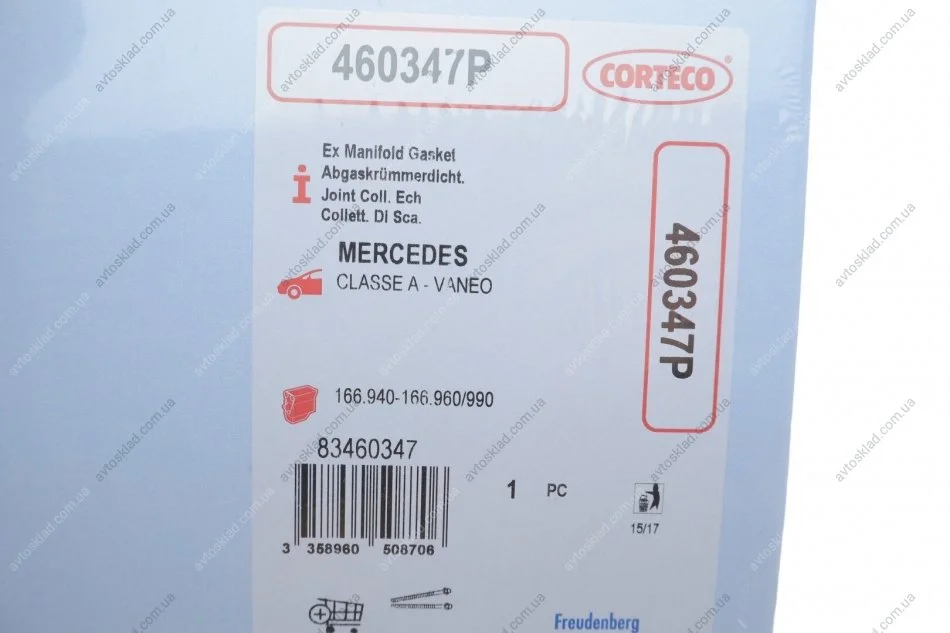 460347P
CORTECO
®
Ex Manifold Gasket
Abgaskrümmerdicht.
Joint Coll. Ech
Collett. DI Sca.
MERCEDES
CLASSE A - VANEO
460347P
166.940-166.960/990
83460347
1 PC
15/17
3 358960 508706
Freudenberg
avtosklad.com.ua